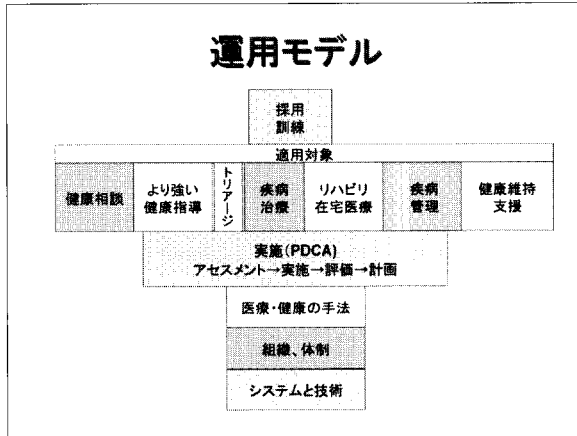 運用モデル
採用
訓練
適用対象
健康相談
より強い
健康指導
トリアージ
疾病
治療
リハビリ
在宅医療
疾病
管理
健康維持
支援
実施(PDCA)
アセスメント→実施→評価→計画
医療・健康の手法
組織、体制
システムと技術